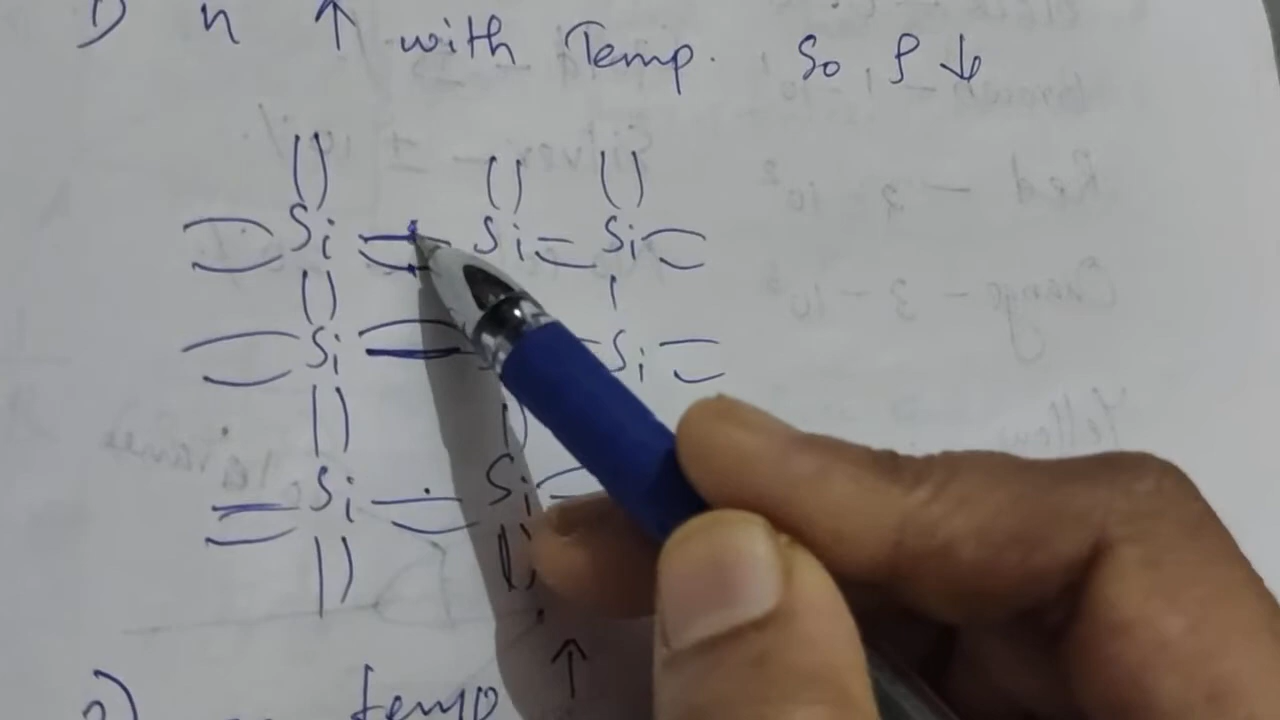 1) n ↑ with Temp. So ρ ↓
Si Si Si
Si Si
Si Si
2) temp ↑